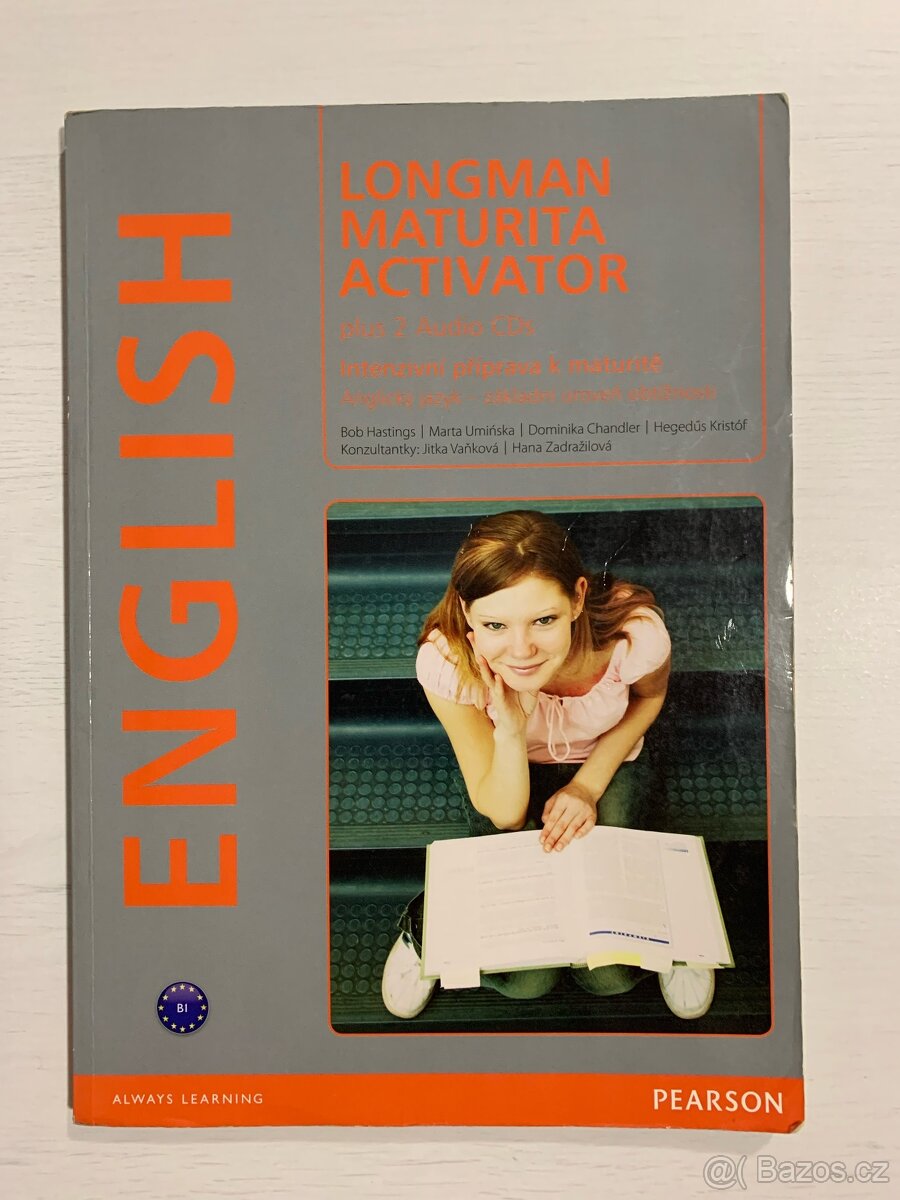 ENGLISH
LONGMAN
MATURITA
ACTIVATOR
plus 2 Audio CDs
Intenzivní příprava k maturitě
Anglický jazyk – základní úroveň obtížnosti
Bob Hastings | Marta Umińska | Dominika Chandler | Hegedűs Kristóf
Konzultantky: Jitka Vaňková | Hana Zadražilová
B1
ALWAYS LEARNING
PEARSON
@( Bazos.cz